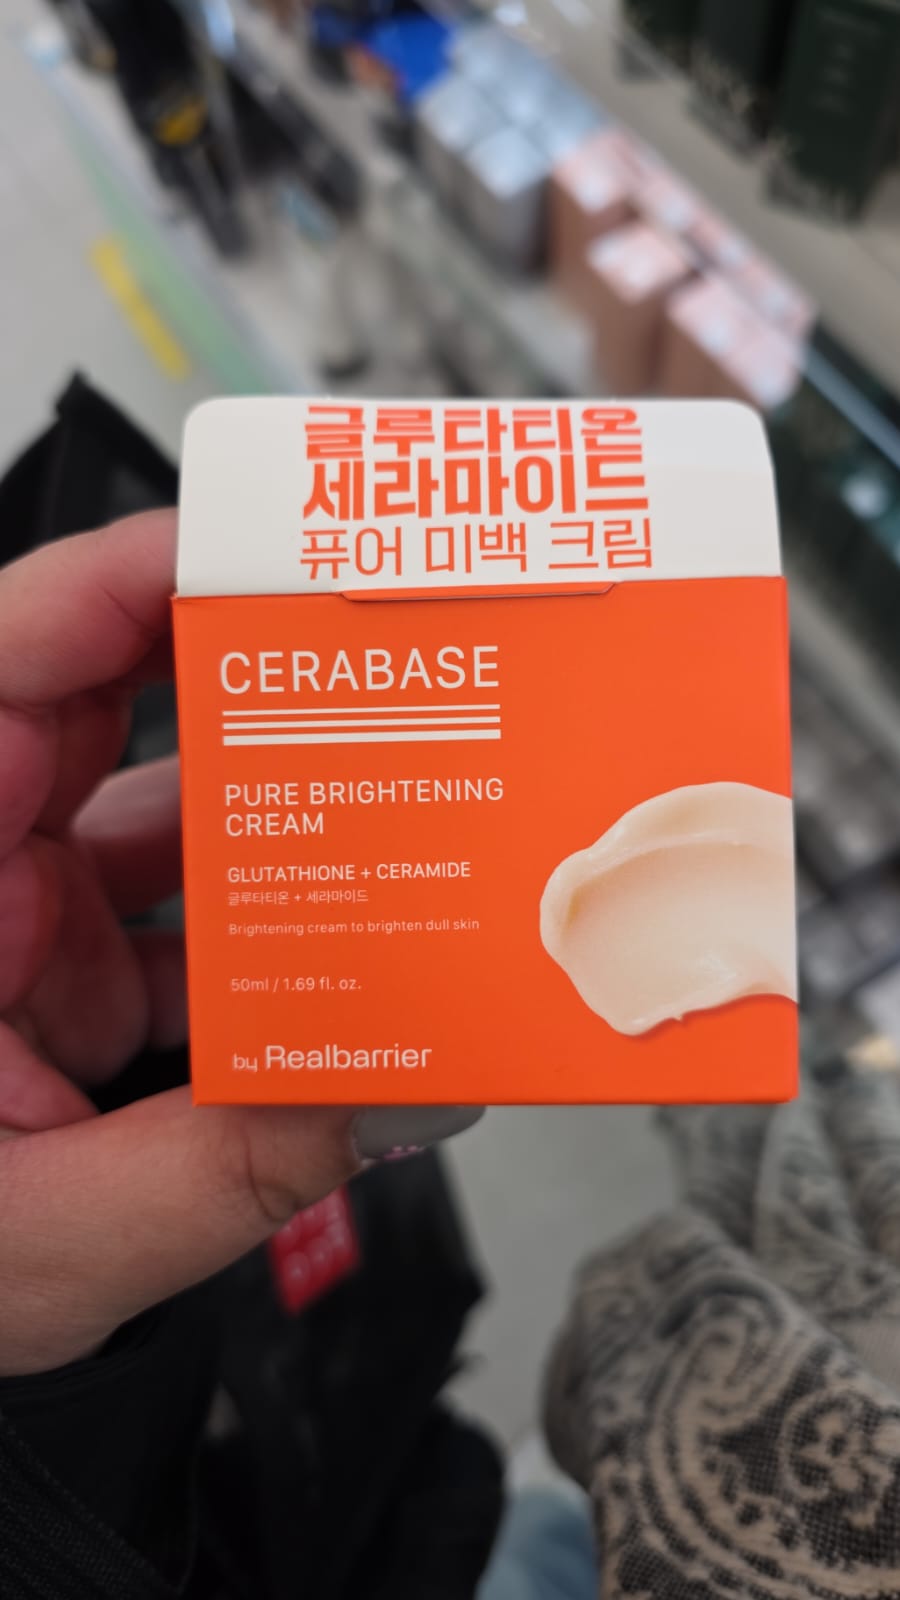 글루타티온
세라마이드
퓨어 미백 크림
CERABASE
PURE BRIGHTENING
CREAM
GLUTATHIONE + CERAMIDE
글루타티온 + 세라마이드
Brightening cream to brighten dull skin
50ml / 1.69 fl. oz.
by Realbarrier